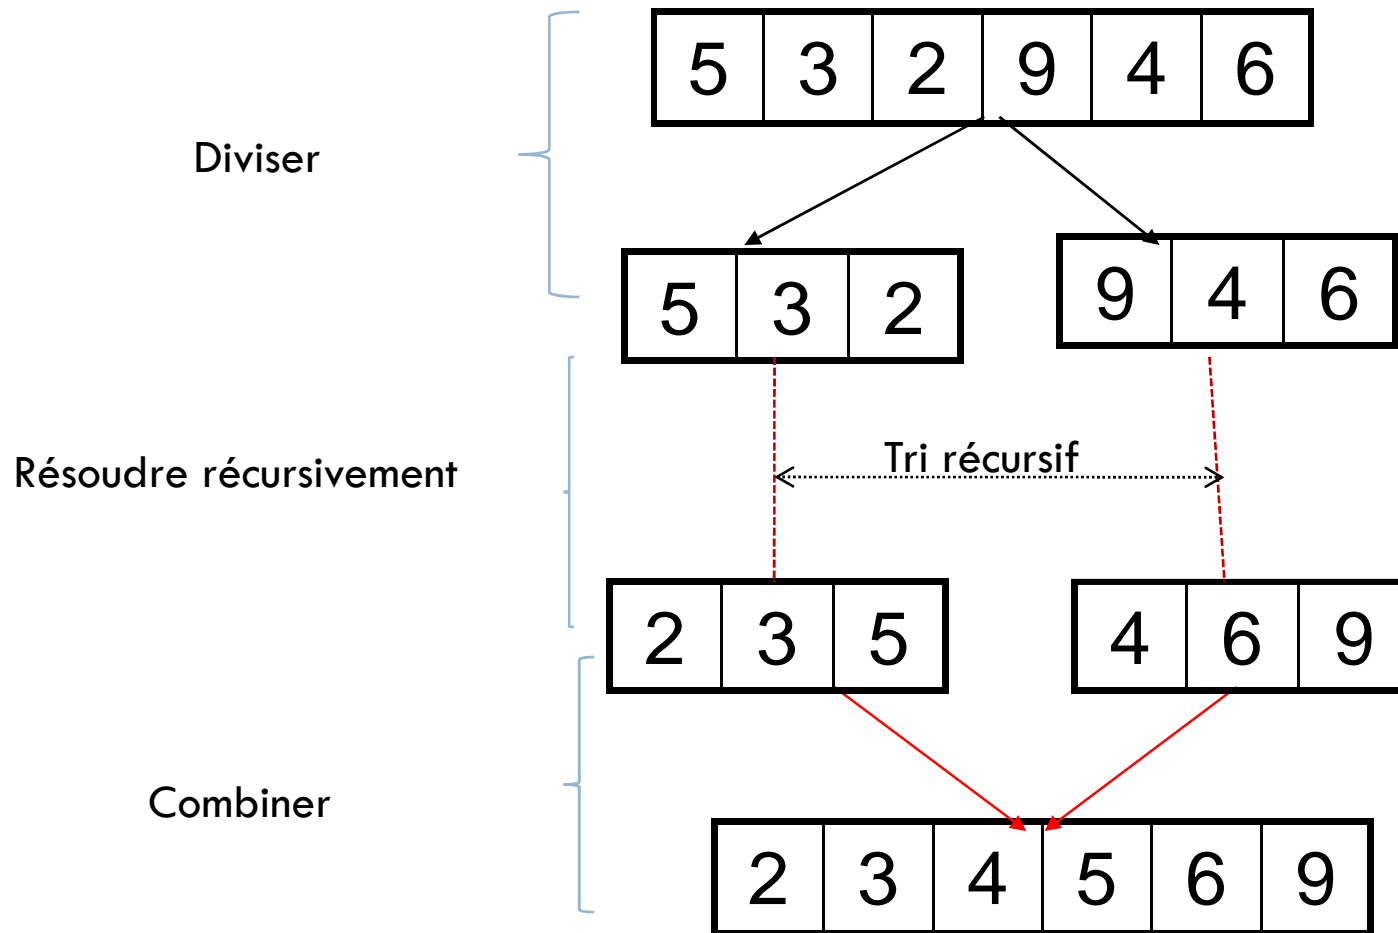 5 3 2 9 4 6
Diviser
5 3 2
9 4 6
Résoudre récursivement
Tri récursif
2 3 5
4 6 9
Combiner
2 3 4 5 6 9